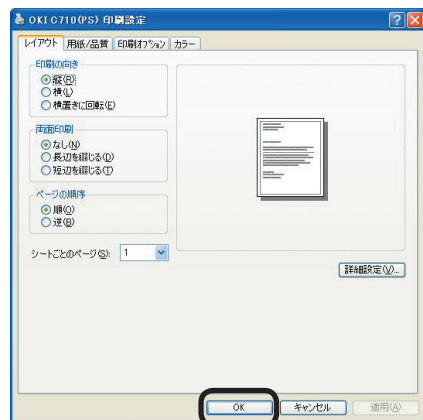 OKI C710(PS) 印刷設定
レイアウト 用紙/品質 印刷オプション カラー
印刷の向き
縦(R)
横(L)
横置きに回転(E)
両面印刷
なし(N)
長辺を綴じる(D)
短辺を綴じる(T)
ページの順序
順(O)
逆(B)
シートごとのページ(S): 1
詳細設定(V)...
OK キャンセル 適用(A)